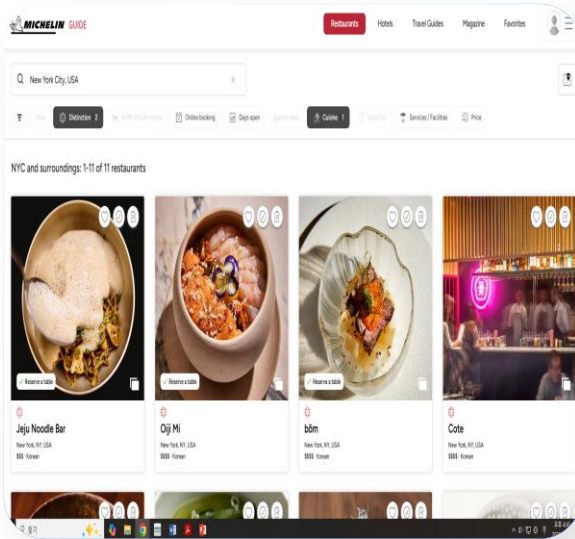 MICHELIN GUIDE
Restaurants
Hotels
Travel Guides
Magazine
Favorites
New York City, USA
X
Distinction 2
Online booking
Days open
Cuisine 1
Services / Facilities
Price
NYC and surroundings: 1-11 of 11 restaurants
Reserve a table
Jeju Noodle Bar
New York, NY, USA
$$$ · Korean
Oiji Mi
New York, NY, USA
$$$$ · Korean
Reserve a table
bōm
New York, NY, USA
$$$$ · Korean
Cote
New York, NY, USA
$$$$ · Korean
찾기